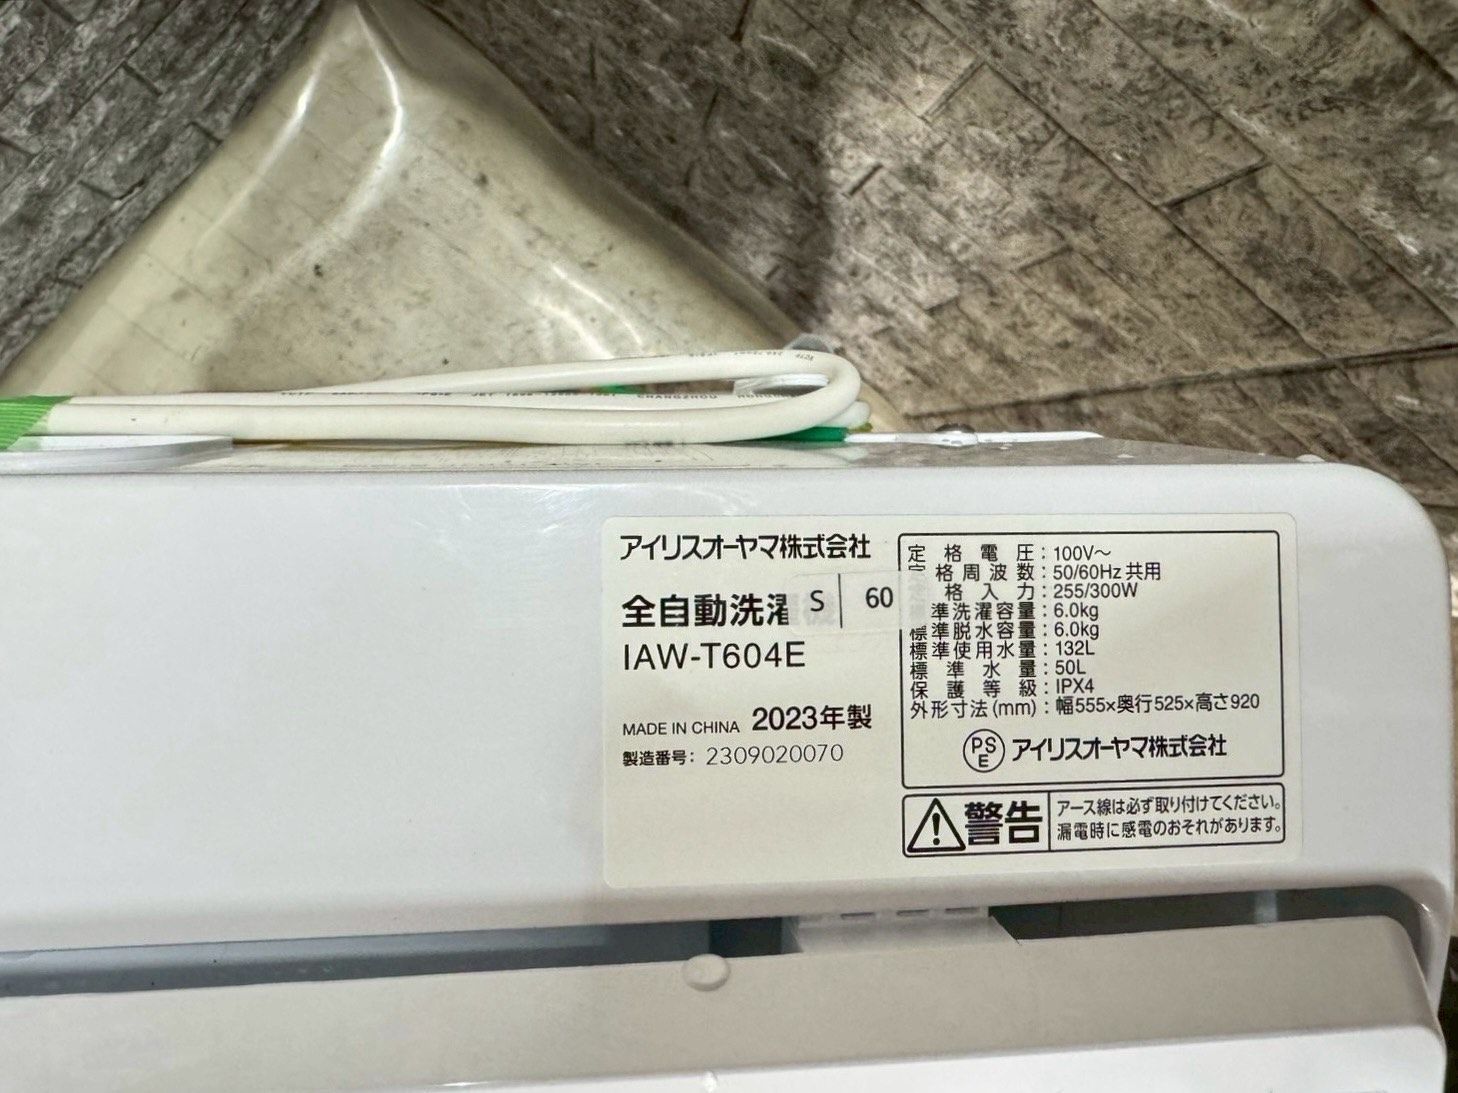 CHANGZHOU
アイリスオーヤマ株式会社
全自動洗濯
S 60
IAW-T604E
MADE IN CHINA 2023年製
製造番号: 2309020070
定格電圧：100V～
定格周波数：50/60Hz 共用
格入力：255/300W
準洗濯容量：6.0kg
標準脱水容量：6.0kg
標準使用水量：132L
標準水量：50L
保護等級：IPX4
外形寸法(mm)：幅555×奥行525×高さ920
PSE アイリスオーヤマ株式会社
警告
アース線は必ず取り付けてください。
漏電時に感電のおそれがあります。